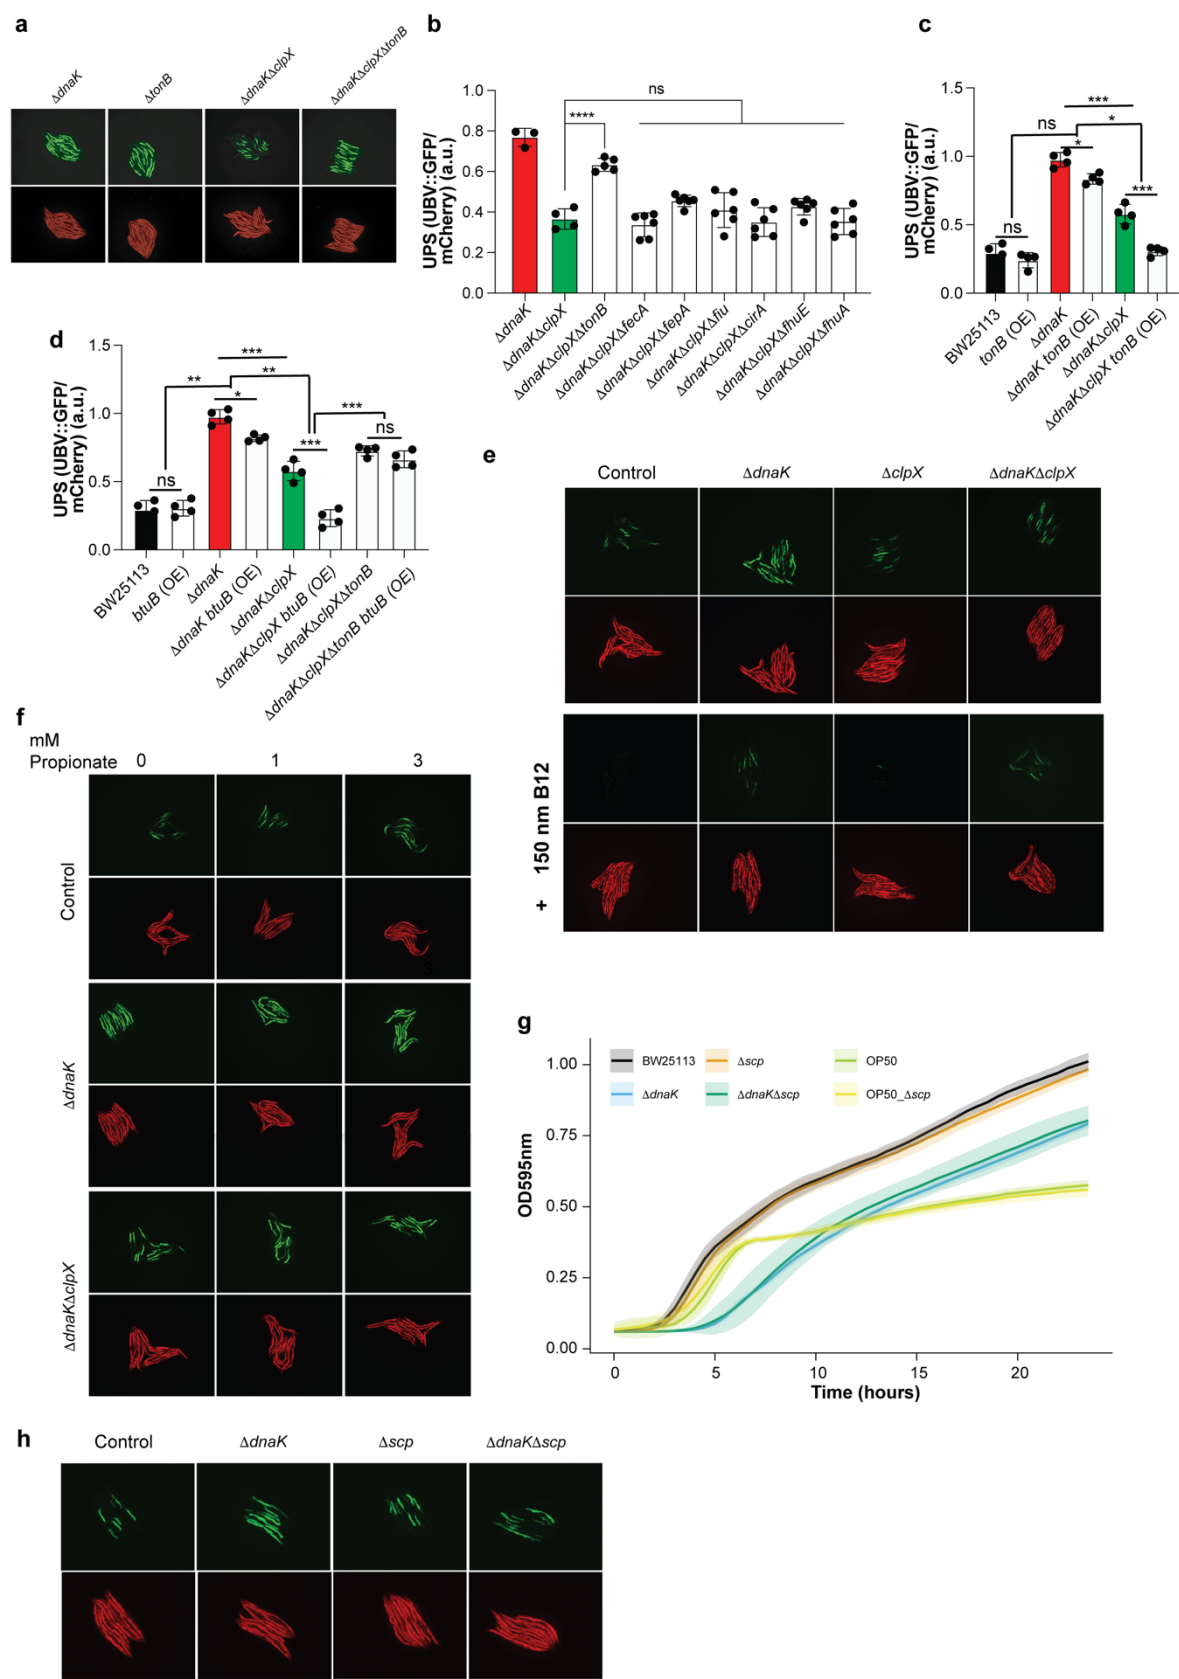 a
ΔdnaK
ΔtonB
ΔdnaKΔclpX
ΔdnaKΔclpXΔtonB
b
UPS (UBV::GFP/
mCherry) (a.u.)
1.0
0.8
0.6
0.4
0.2
0.0
ns
****
ΔdnaK
ΔdnaKΔclpX
ΔdnaKΔclpXΔtonB
ΔdnaKΔclpXΔfecA
ΔdnaKΔclpXΔfepA
ΔdnaKΔclpXΔfiu
ΔdnaKΔclpXΔcirA
ΔdnaKΔclpXΔfhuE
ΔdnaKΔclpXΔfhuA
c
UPS (UBV::GFP/
mCherry) (a.u.)
1.5
1.0
0.5
0.0
***
ns
*
*
***
ns
BW25113
tonB (OE)
ΔdnaK
ΔdnaK tonB (OE)
ΔdnaKΔclpX
ΔdnaKΔclpX tonB (OE)
d
UPS (UBV::GFP/
mCherry) (a.u.)
1.5
1.0
0.5
0.0
***
**
**
*
***
ns
***
ns
BW25113
btuB (OE)
ΔdnaK
ΔdnaK btuB (OE)
ΔdnaKΔclpX
ΔdnaKΔclpX btuB (OE)
ΔdnaKΔclpXΔtonB
ΔdnaKΔclpXΔtonB btuB (OE)
e
Control
ΔdnaK
ΔclpX
ΔdnaKΔclpX
+ 150 nm B12
f
mM
Propionate 0 1 3
Control
3
ΔdnaK
ΔdnaKΔclpX
g
OD595nm
1.00
0.75
0.50
0.25
0.00
BW25113
Δscp
OP50
ΔdnaK
ΔdnaKΔscp
OP50_Δscp
0 5 10 15 20
Time (hours)
h
Control
ΔdnaK
Δscp
ΔdnaKΔscp